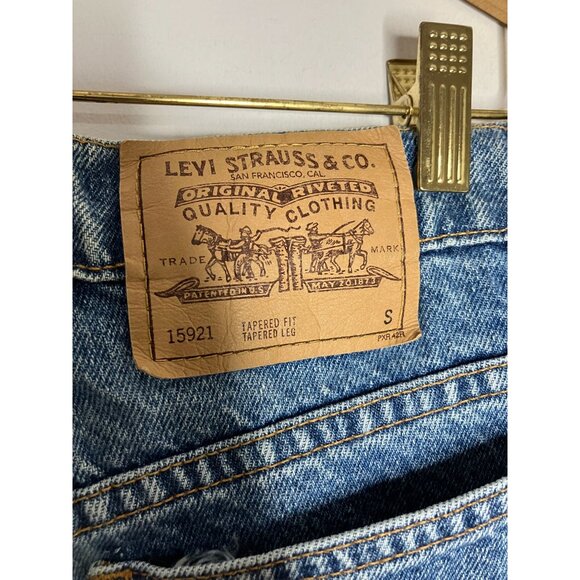 LEVI STRAUSS & CO.
SAN FRANCISCO, CAL.
ORIGINAL RIVETED
QUALITY CLOTHING
TRADE MARK
PATENTED IN U.S. MAY 20 1873
15921 TAPERED FIT S
TAPERED LEG